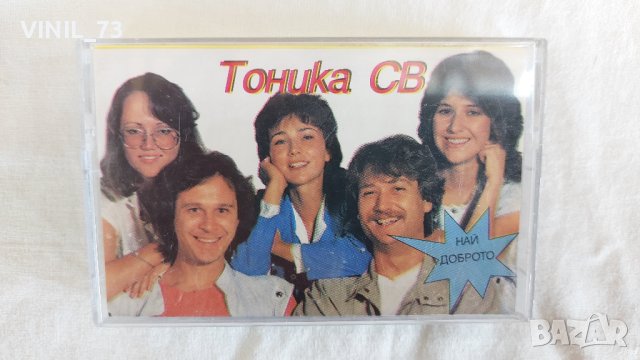 VINIL_73
Тоника СВ
НАЙ
-ДОБРОТО
BAZAR